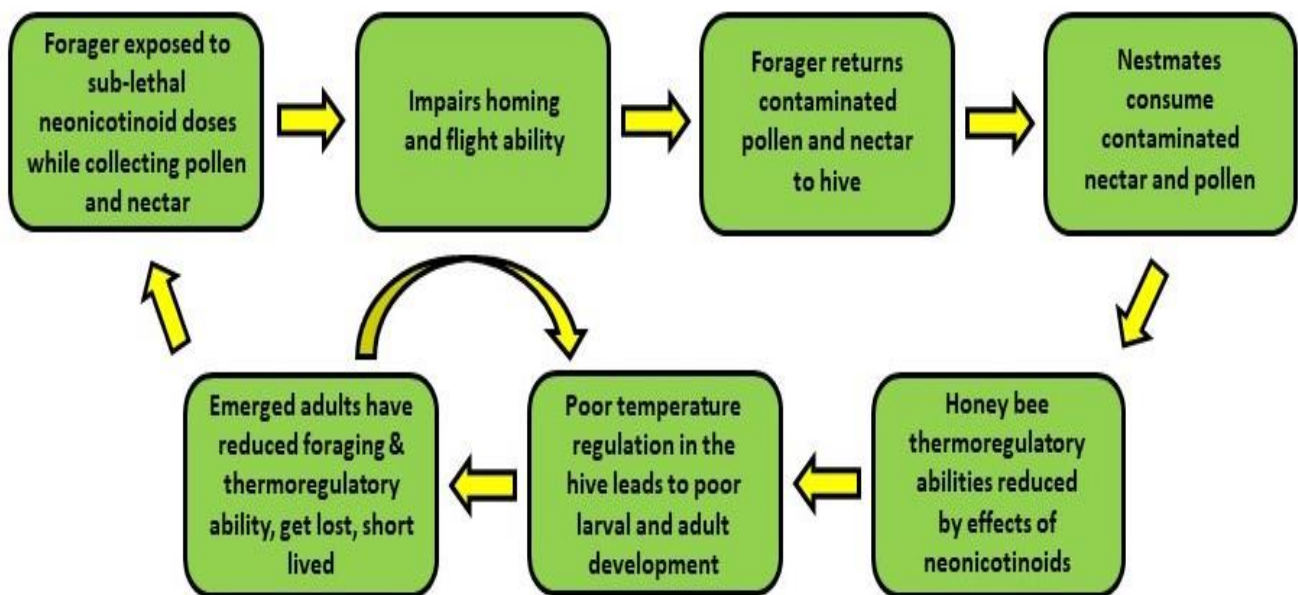 Forager exposed to
sub-lethal
neonicotinoid doses
while collecting pollen
and nectar
Impairs homing
and flight ability
Forager returns
contaminated
pollen and nectar
to hive
Nestmates
consume
contaminated
nectar and pollen
Honey bee
thermoregulatory
abilities reduced
by effects of
neonicotinoids
Poor temperature
regulation in the
hive leads to poor
larval and adult
development
Emerged adults have
reduced foraging &
thermoregulatory
ability, get lost, short
lived